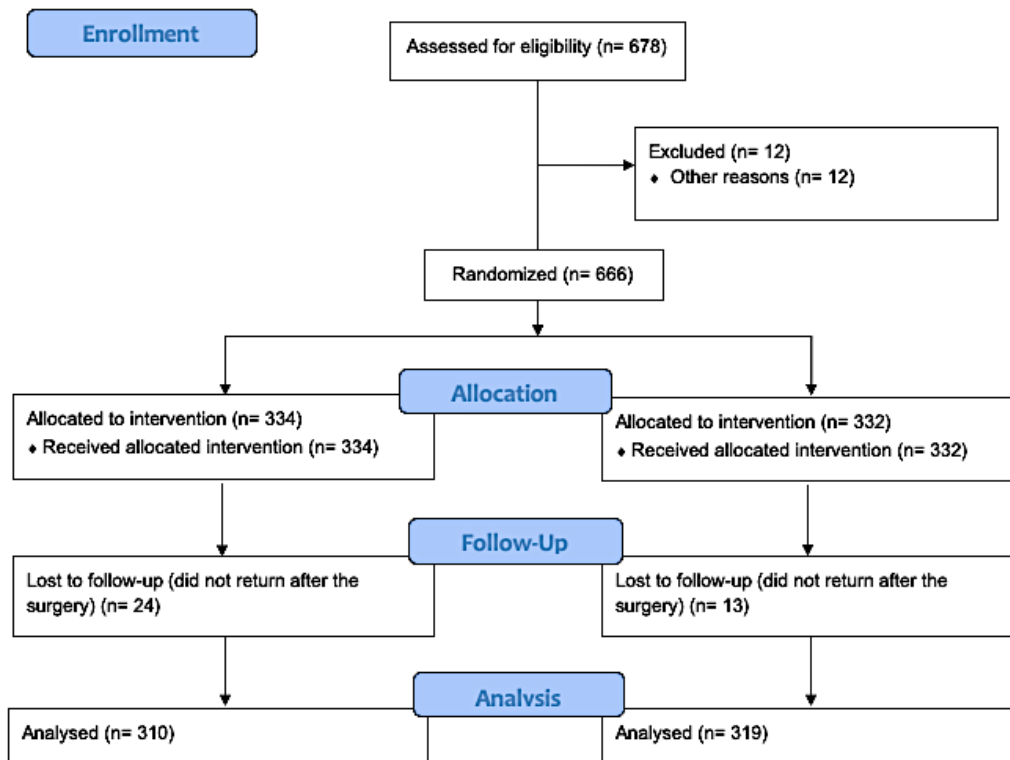 Enrollment
Assessed for eligibility (n= 678)
Excluded (n= 12)
♦ Other reasons (n= 12)
Randomized (n= 666)
Allocation
Allocated to intervention (n= 334)
♦ Received allocated intervention (n= 334)
Allocated to intervention (n= 332)
♦ Received allocated intervention (n= 332)
Follow-Up
Lost to follow-up (did not return after the
surgery) (n= 24)
Lost to follow-up (did not return after the
surgery) (n= 13)
Analysis
Analysed (n= 310)
Analysed (n= 319)